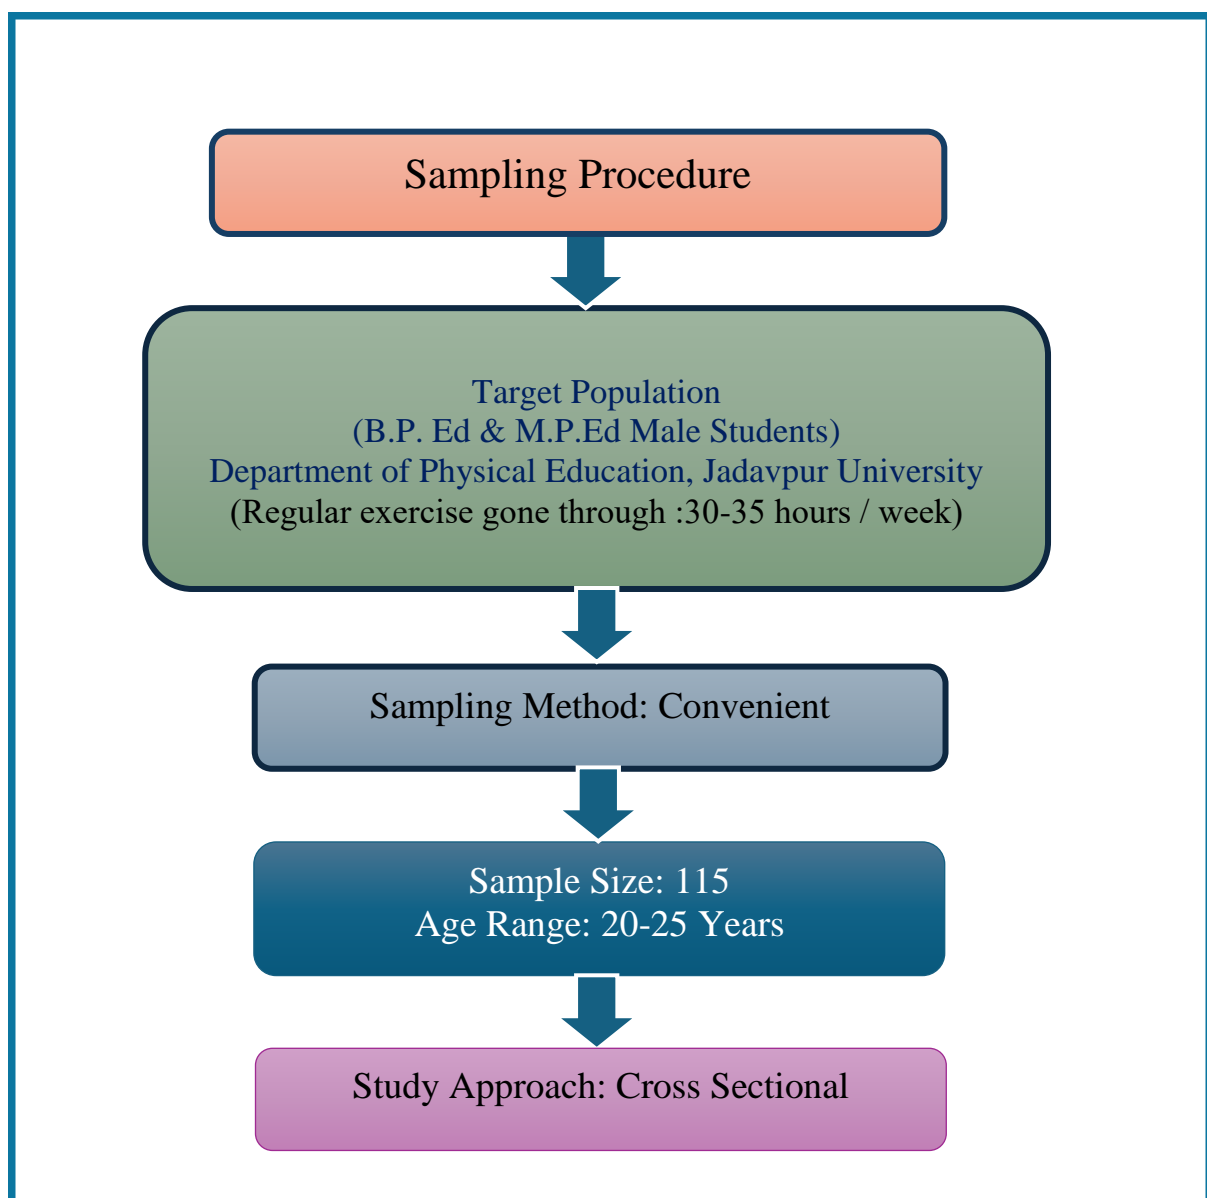 Sampling Procedure
Target Population
(B.P. Ed & M.P.Ed Male Students)
Department of Physical Education, Jadavpur University
(Regular exercise gone through :30-35 hours / week)
Sampling Method: Convenient
Sample Size: 115
Age Range: 20-25 Years
Study Approach: Cross Sectional